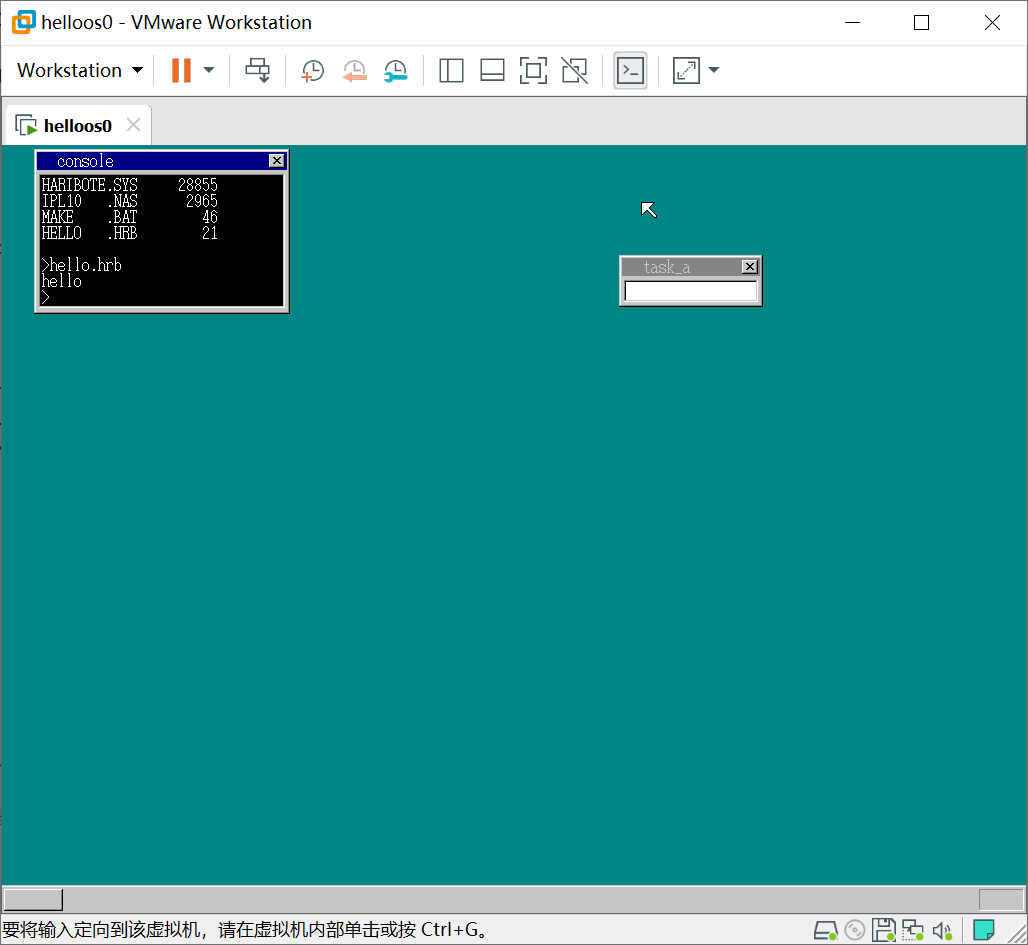 helloos0 - VMware Workstation
Workstation
helloos0
console
HARIBOTE.SYS 28855
IPL10 .NAS 2965
MAKE .BAT 46
HELLO .HRB 21
>hello.hrb
hello
>
task_a
要将输入定向到该虚拟机，请在虚拟机内部单击或按 Ctrl+G。